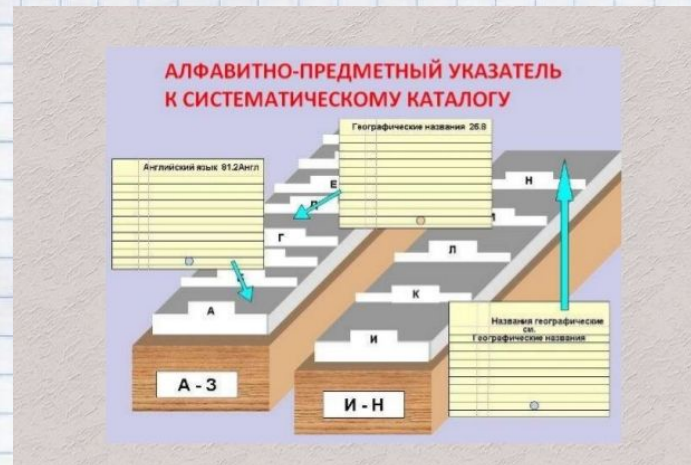 АЛФАВИТНО-ПРЕДМЕТНЫЙ УКАЗАТЕЛЬ
К СИСТЕМАТИЧЕСКОМУ КАТАЛОГУ
Географические названия 26.8
Английский язык 81.2Англ
Е
Д
Г
А
А - З
Н
М
Л
К
И
И - Н
Названия географические
см.
Географические названия